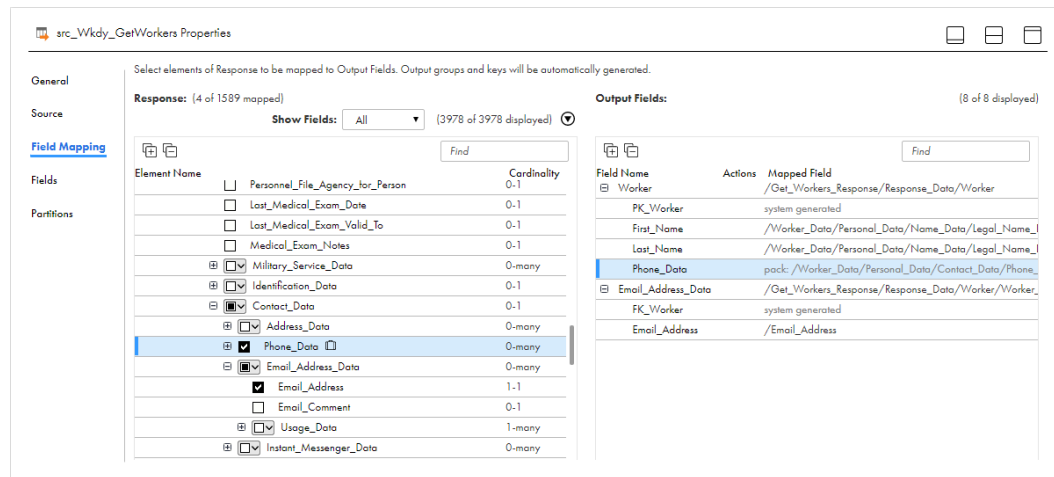 src_Wkdy_GetWorkers Properties
General
Source
Field Mapping
Fields
Partitions
Select elements of Response to be mapped to Output Fields. Output groups and keys will be automatically generated.
Response: (4 of 1589 mapped)
Show Fields: All (3978 of 3978 displayed)
Find
Element Name Cardinality
Personnel_File_Agency_for_Person 0-1
Last_Medical_Exam_Date 0-1
Last_Medical_Exam_Valid_To 0-1
Medical_Exam_Notes 0-1
Military_Service_Data 0-many
Identification_Data 0-1
Contact_Data 0-1
Address_Data 0-many
Phone_Data 0-many
Email_Address_Data 0-many
Email_Address 1-1
Email_Comment 0-1
Usage_Data 1-many
Instant_Messenger_Data 0-many
Output Fields: (8 of 8 displayed)
Find
Field Name Actions Mapped Field
Worker /Get_Workers_Response/Response_Data/Worker
PK_Worker system generated
First_Name /Worker_Data/Personal_Data/Name_Data/Legal_Name_
Last_Name /Worker_Data/Personal_Data/Name_Data/Legal_Name_
Phone_Data pack: /Worker_Data/Personal_Data/Contact_Data/Phone_
Email_Address_Data /Get_Workers_Response/Response_Data/Worker/Worker_
FK_Worker system generated
Email_Address /Email_Address